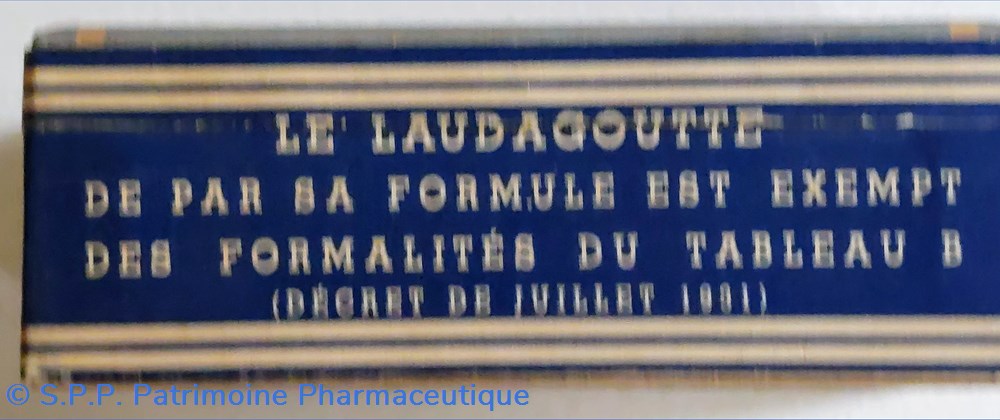 LE LAUDAGOUTTE
DE PAR SA FORMULE EST EXEMPT
DES FORMALITÉS DU TABLEAU B
(DÉCRET DE JUILLET 1931)
© S.P.P. Patrimoine Pharmaceutique